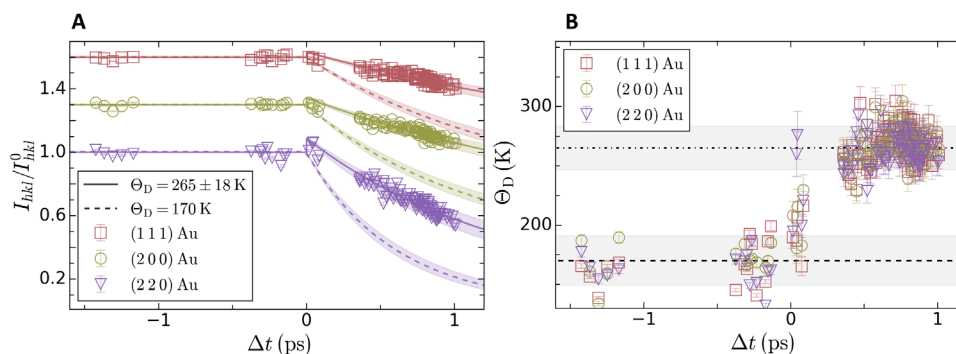 A
B
I_hkl/I^0_hkl
1.4
1.0
0.6
0.2
Θ_D = 265 ± 18 K
Θ_D = 170 K
(1 1 1) Au
(2 0 0) Au
(2 2 0) Au
−1
0
1
Δt (ps)
Θ_D (K)
300
200
(1 1 1) Au
(2 0 0) Au
(2 2 0) Au
−1
0
1
Δt (ps)